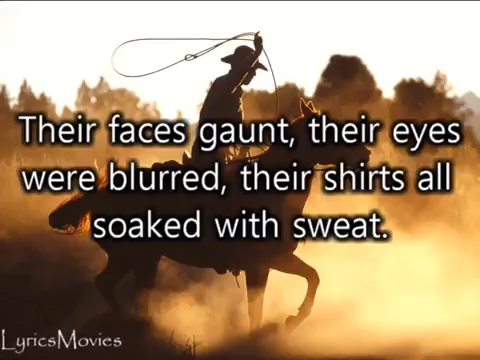 Their faces gaunt, their eyes
were blurred, their shirts all
soaked with sweat.
LyricsMovies